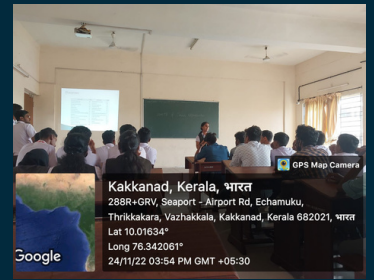 GPS Map Camera
Kakkanad, Kerala, भारत
288R+GRV, Seaport - Airport Rd, Echamuku,
Thrikkakara, Vazhakkala, Kakkanad, Kerala 682021, भारत
Lat 10.01634°
Long 76.342061°
24/11/22 03:54 PM GMT +05:30
Google